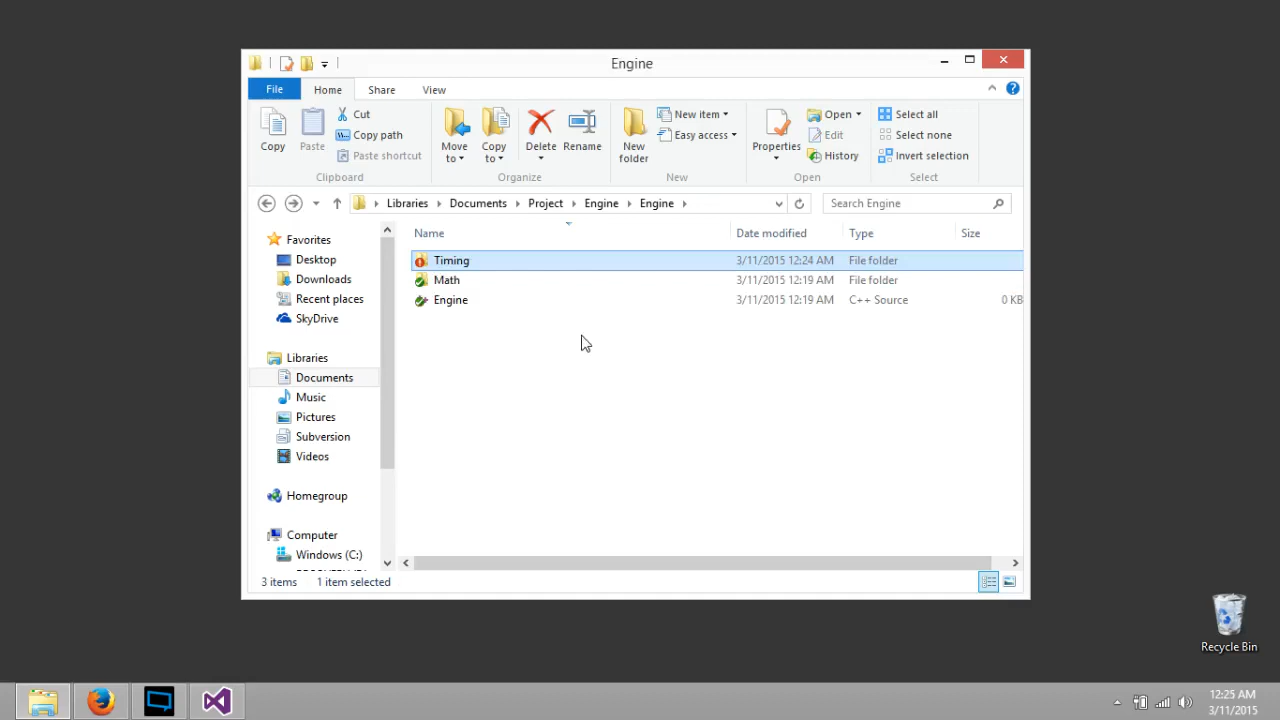 Engine
File Home Share View
Copy Paste Cut Copy path Paste shortcut Move to Copy to Delete Rename New folder New item Easy access Properties Open Edit History Select all Select none Invert selection
Clipboard Organize New Open Select
Libraries Documents Project Engine Engine Search Engine
Name Date modified Type Size
Favorites
Desktop
Downloads
Recent places
SkyDrive
Libraries
Documents
Music
Pictures
Subversion
Videos
Homegroup
Computer
Windows (C:)
Timing 3/11/2015 12:24 AM File folder
Math 3/11/2015 12:19 AM File folder
Engine 3/11/2015 12:19 AM C++ Source 0 KB
3 items 1 item selected
Recycle Bin
12:25 AM
3/11/2015